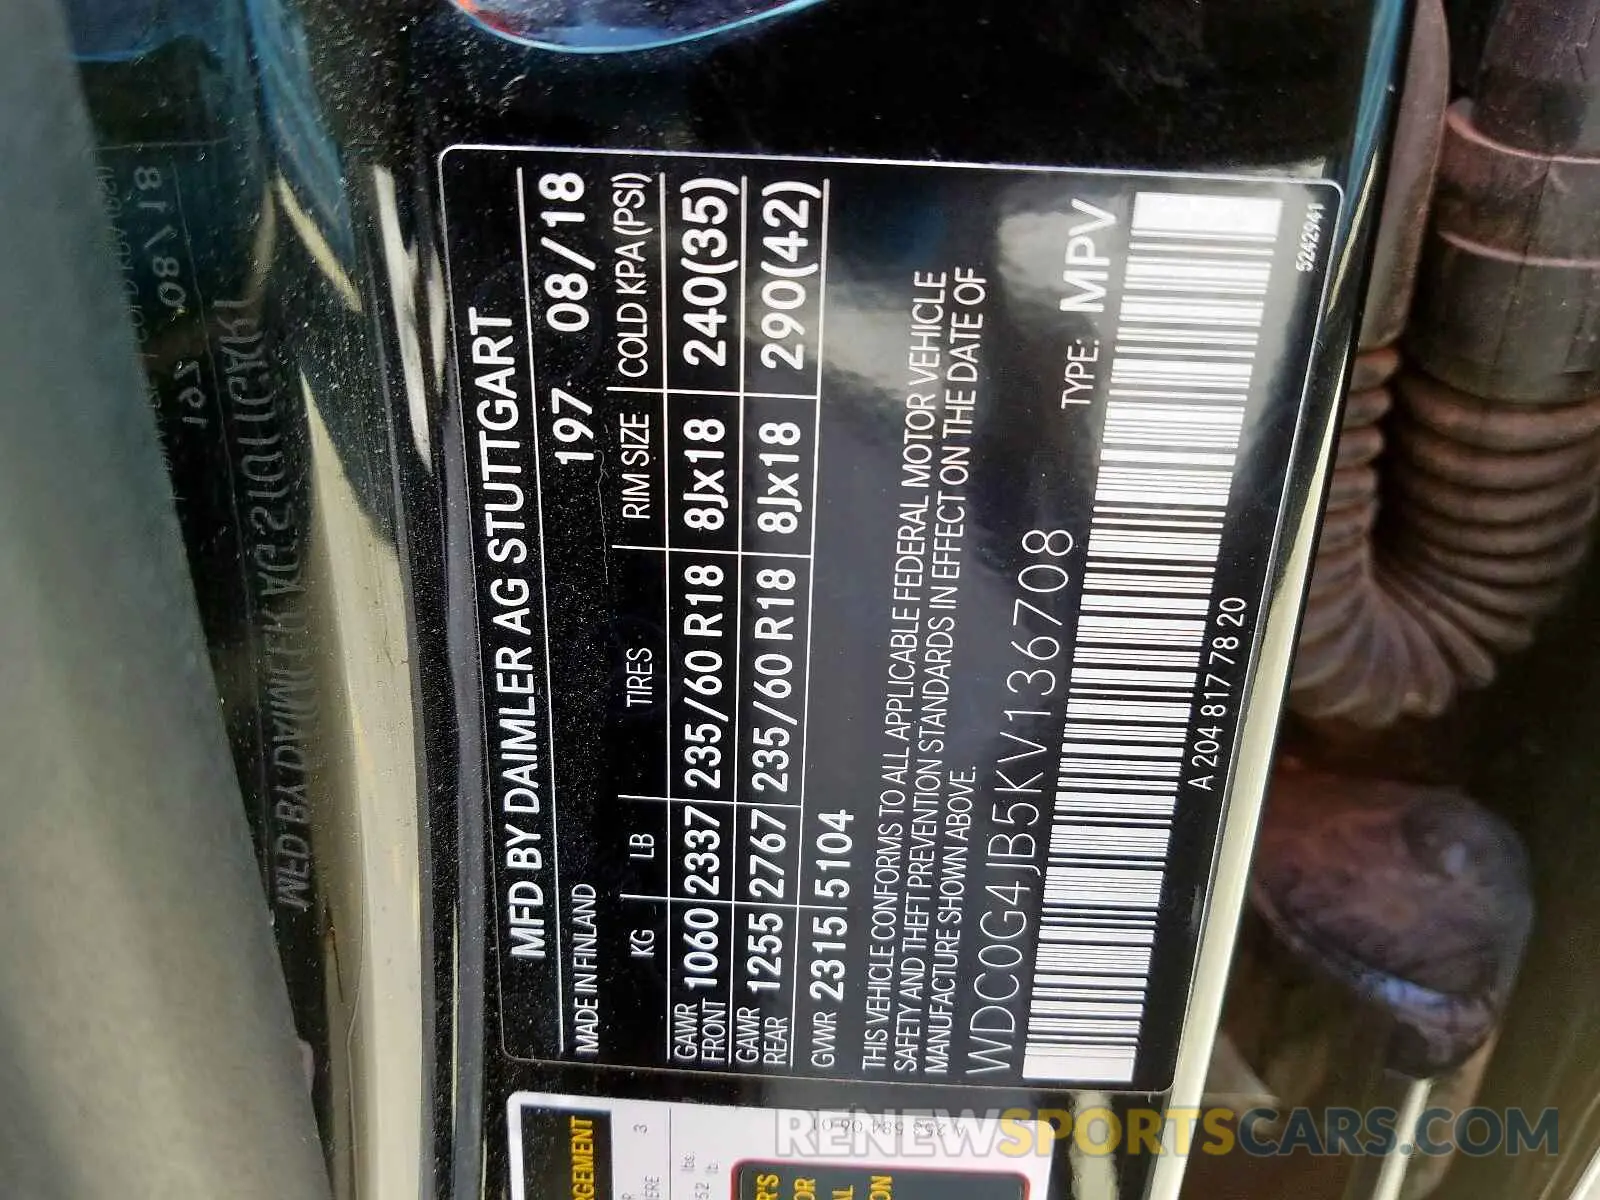 MFD BY DAIMLER AG STUTTGART
MADE IN FINLAND 197 08/18
KG LB TIRES RIM SIZE COLD KPA (PSI)
GAWR FRONT 1060 2337 235/60 R18 8Jx18 240(35)
GAWR REAR 1255 2767 235/60 R18 8Jx18 290(42)
GVWR 2315 5104
THIS VEHICLE CONFORMS TO ALL APPLICABLE FEDERAL MOTOR VEHICLE
SAFETY AND THEFT PREVENTION STANDARDS IN EFFECT ON THE DATE OF
MANUFACTURE SHOWN ABOVE.
WDC0G4JB5KV136708 TYPE: MPV
A 204 817 78 20
5242941
RENEWSPORTSCARS.COM